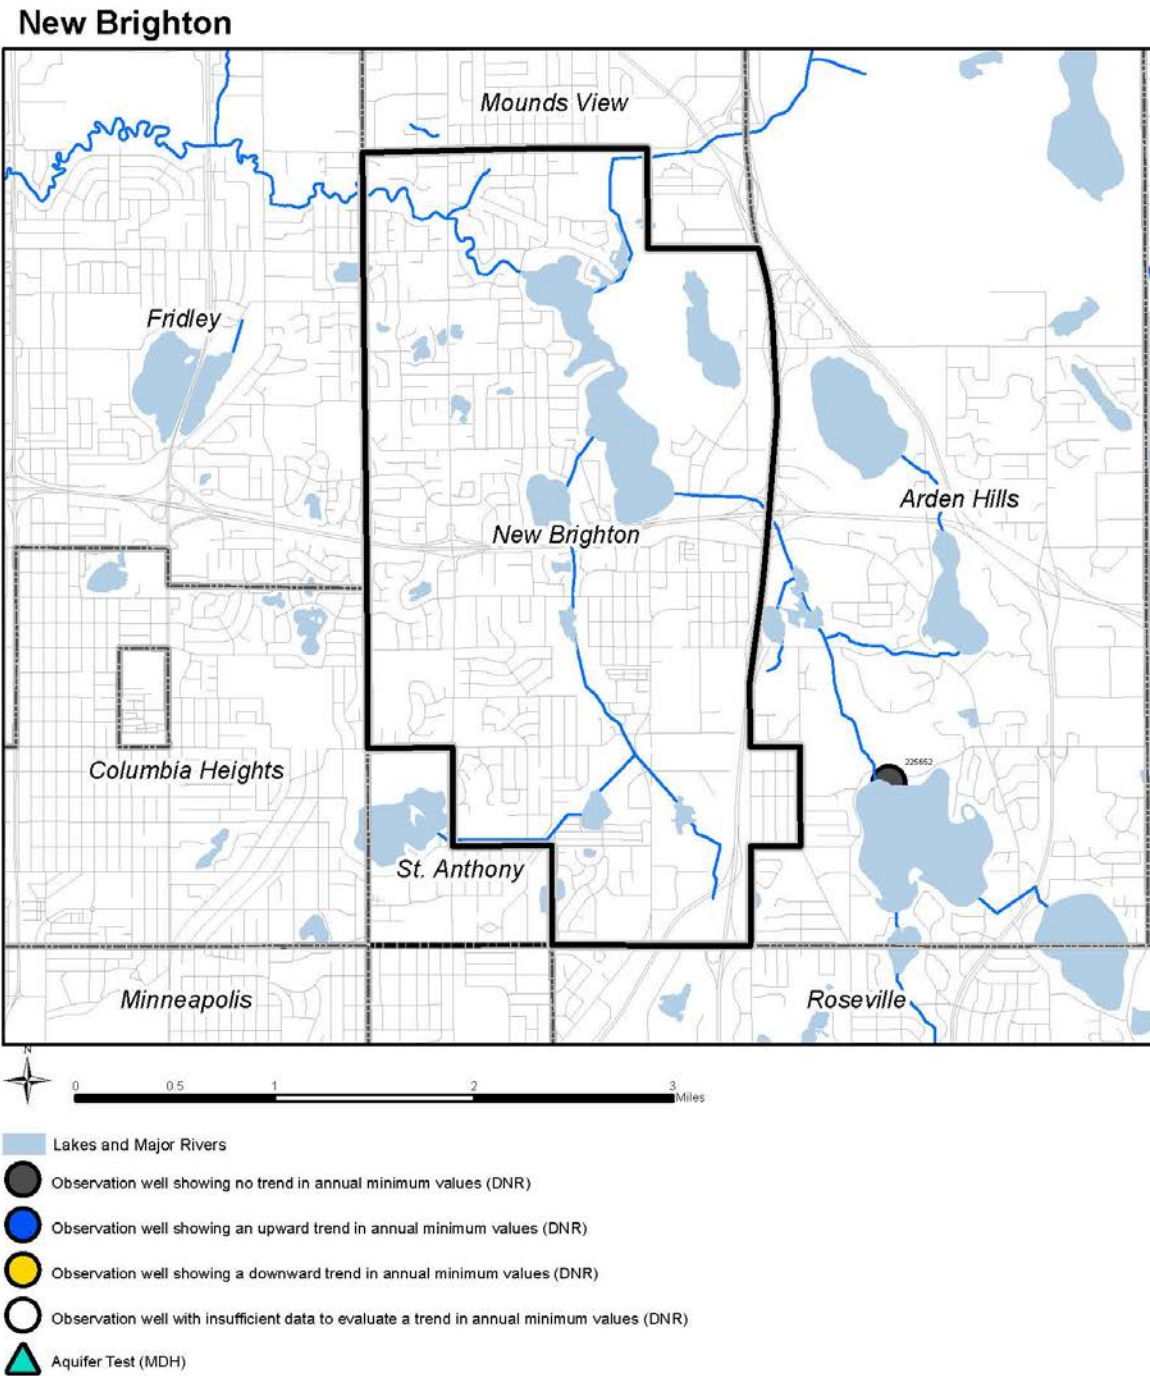 New Brighton
Mounds View
Fridley
Arden Hills
New Brighton
225652
Columbia Heights
St. Anthony
Minneapolis
Roseville
N
0 0.5 1 2 3
Miles
Lakes and Major Rivers
Observation well showing no trend in annual minimum values (DNR)
Observation well showing an upward trend in annual minimum values (DNR)
Observation well showing a downward trend in annual minimum values (DNR)
Observation well with insufficient data to evaluate a trend in annual minimum values (DNR)
Aquifer Test (MDH)